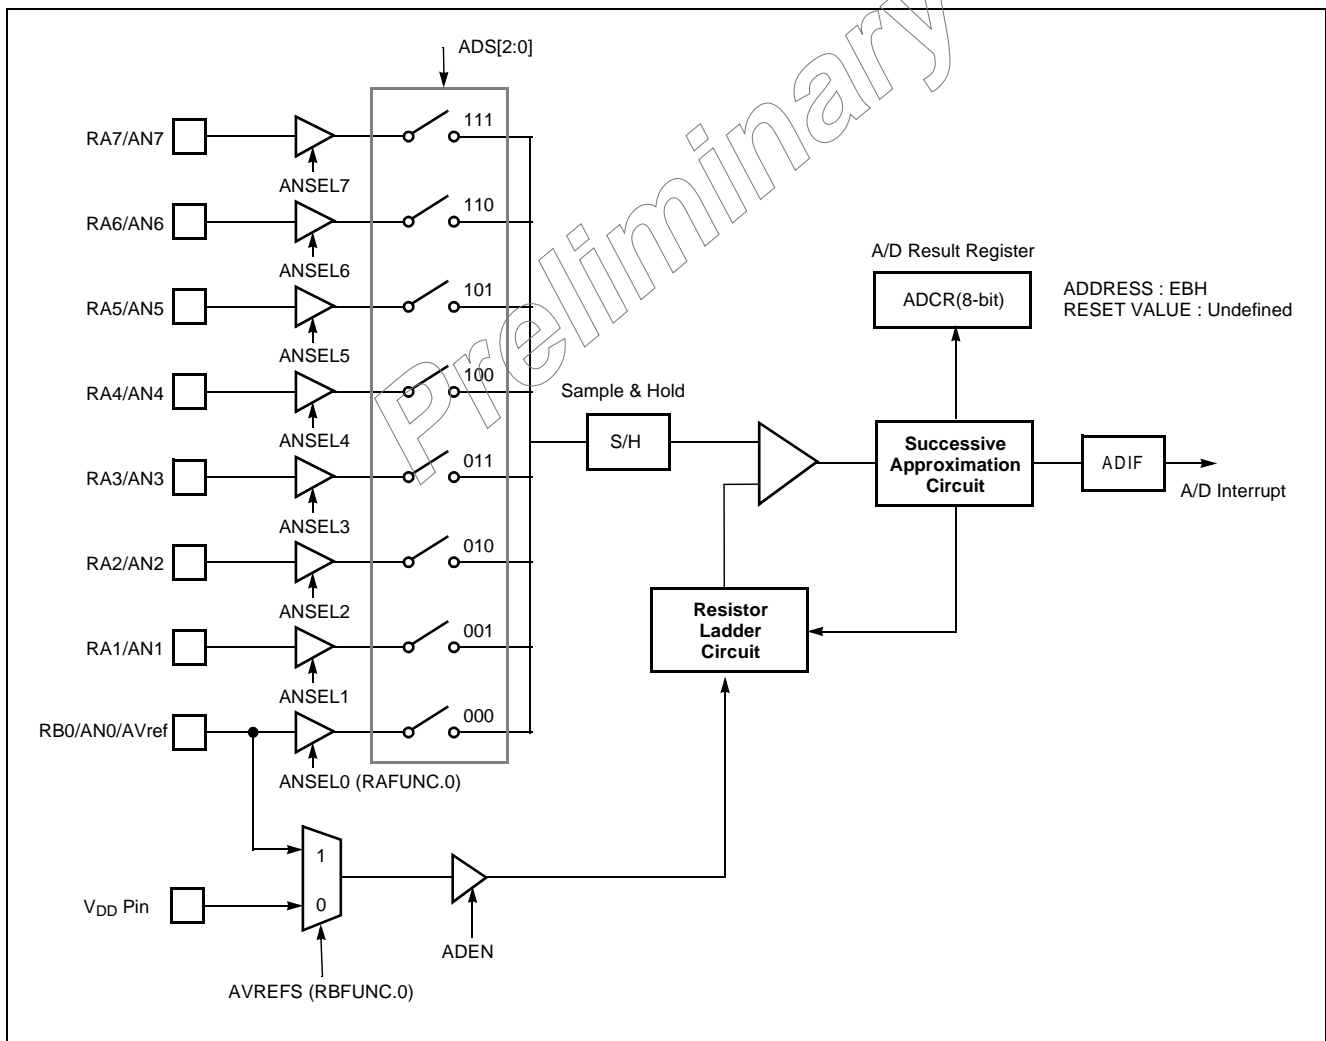 ADS[2:0]
RA7/AN7
111
ANSEL7
RA6/AN6
110
ANSEL6
RA5/AN5
101
ANSEL5
RA4/AN4
100
ANSEL4
RA3/AN3
011
ANSEL3
RA2/AN2
010
ANSEL2
RA1/AN1
001
ANSEL1
RB0/AN0/AVref
000
ANSEL0 (RAFUNC.0)
1
0
VDD Pin
ADEN
AVREFS (RBFUNC.0)
Preliminary
Sample & Hold
S/H
A/D Result Register
ADCR(8-bit)
ADDRESS : EBH
RESET VALUE : Undefined
Successive
Approximation
Circuit
ADIF
A/D Interrupt
Resistor
Ladder
Circuit